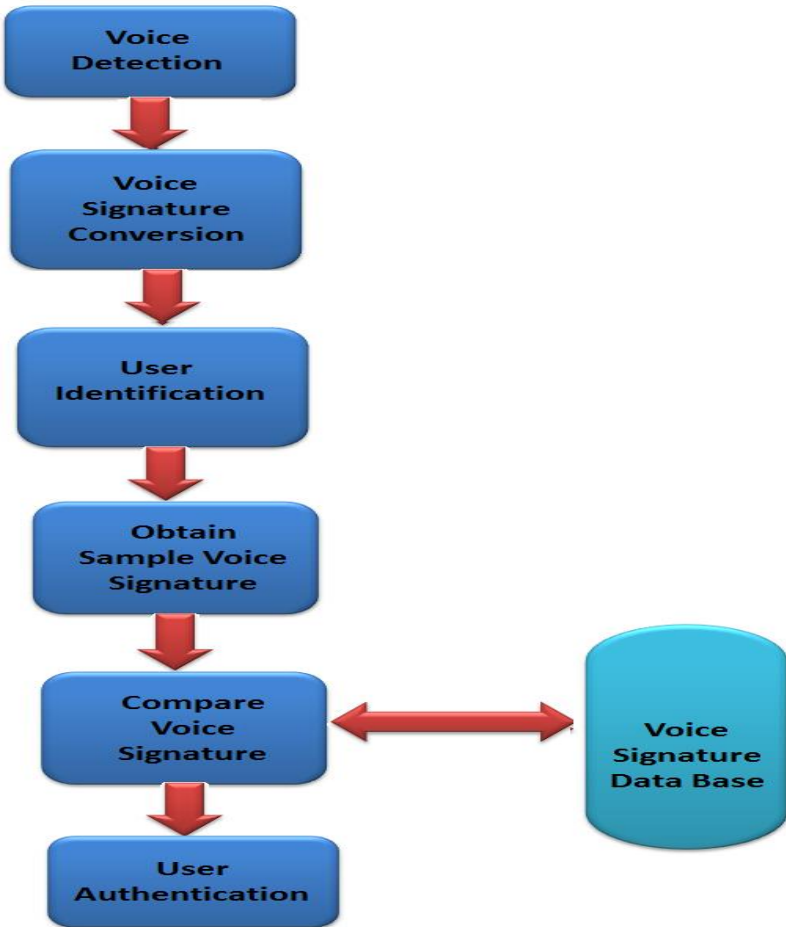 Voice
Detection
Voice
Signature
Conversion
User
Identification
Obtain
Sample Voice
Signature
Compare
Voice
Signature
Voice
Signature
Data Base
User
Authentication